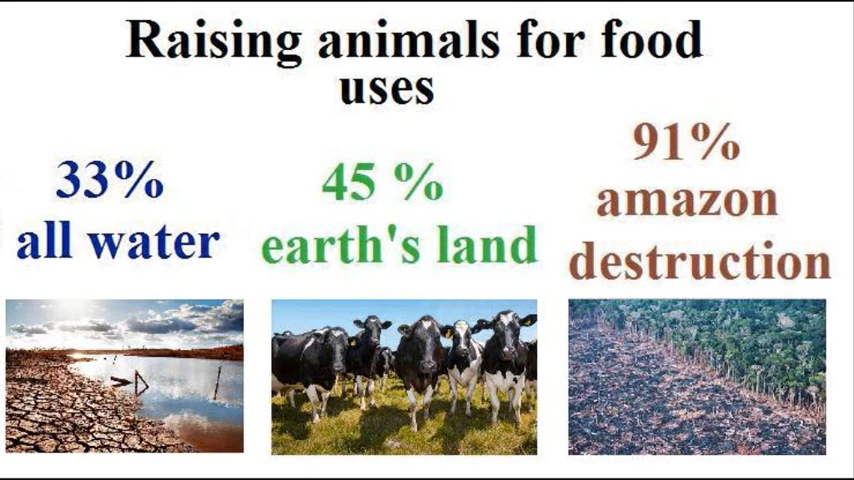 Raising animals for food
uses
33%
all water
45 %
earth's land
91%
amazon
destruction